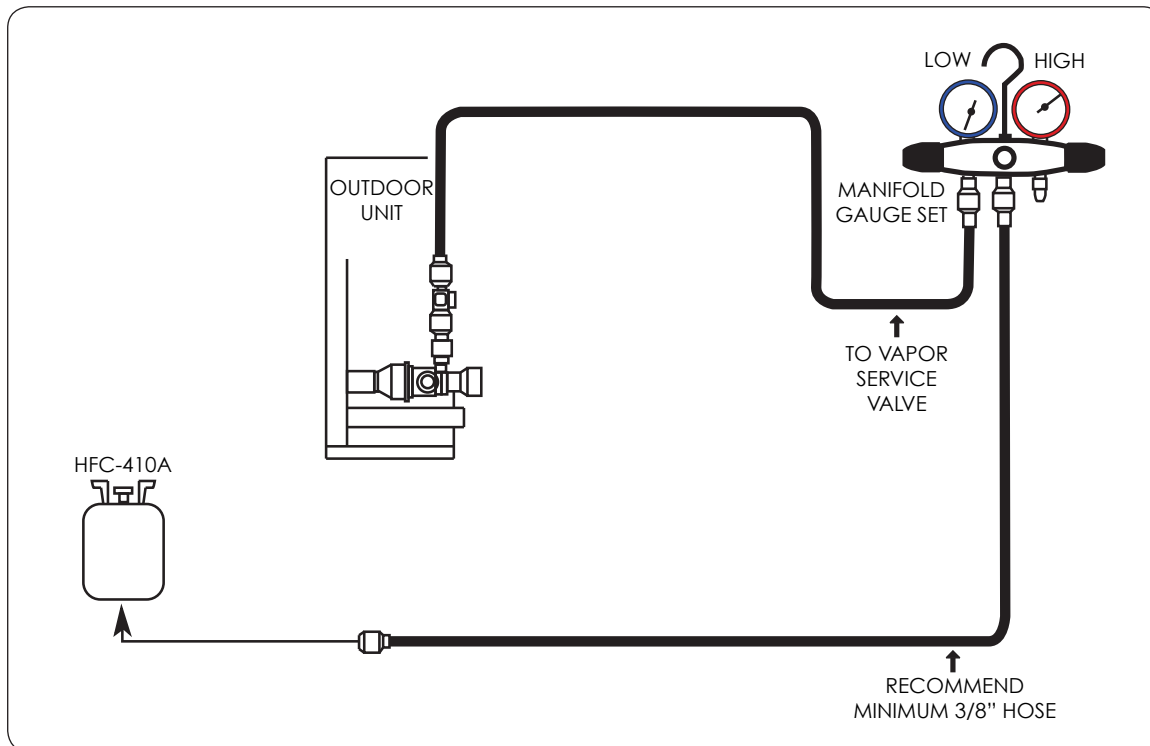 LOW
HIGH
OUTDOOR
UNIT
MANIFOLD
GAUGE SET
TO VAPOR
SERVICE
VALVE
HFC-410A
RECOMMEND
MINIMUM 3/8” HOSE